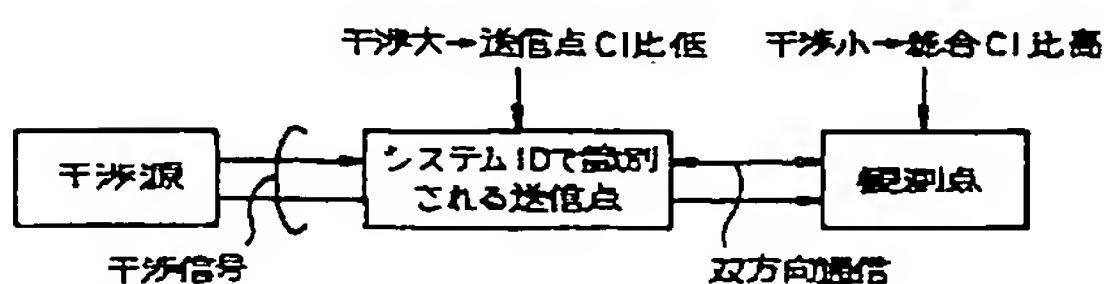 干渉大→送信点CI比低
干渉小→総合CI比高
干渉源
システムIDで識別
される送信点
観測点
干渉信号
双方向通信